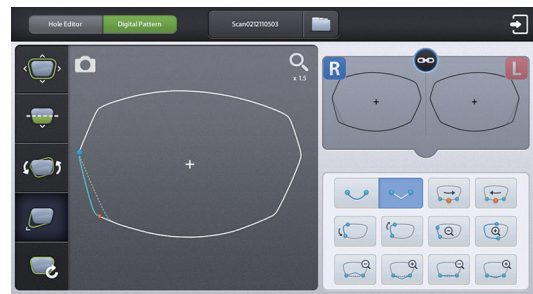 Hole Editor
Digital Pattern
Scan0212110503
x 1.5
R
L